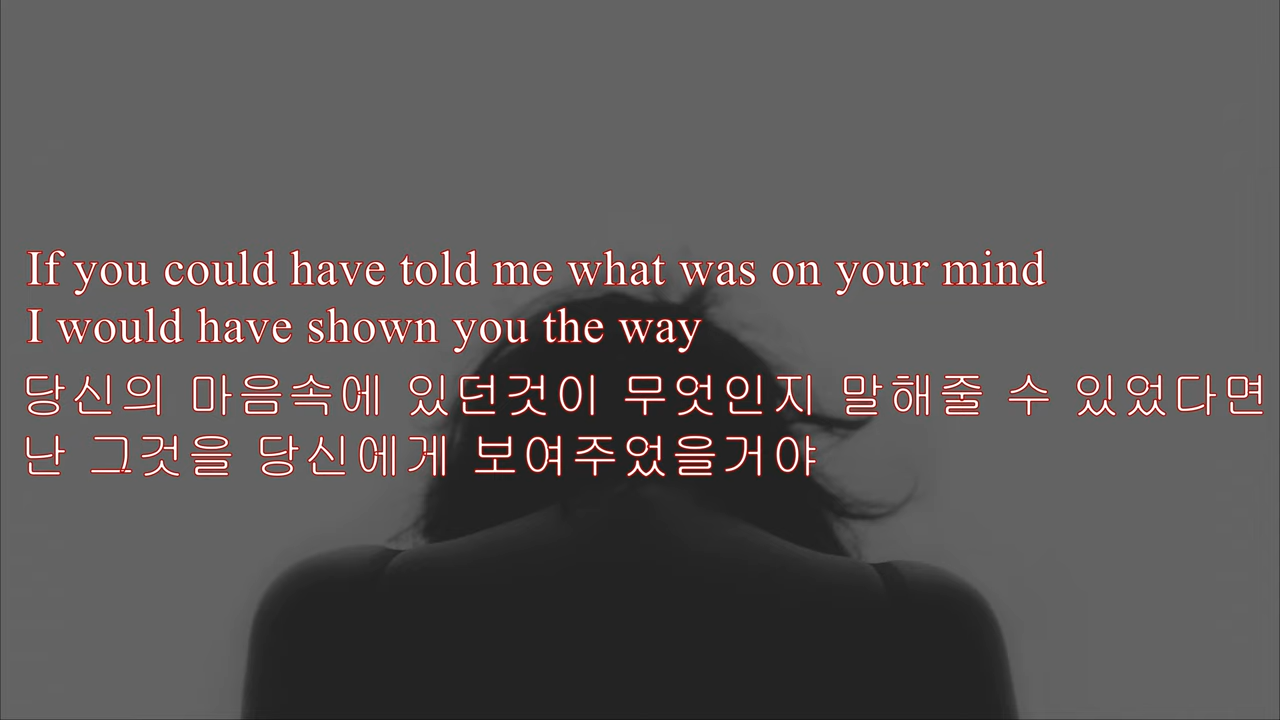 If you could have told me what was on your mind
I would have shown you the way
당신의 마음속에 있던것이 무엇인지 말해줄 수 있었다면
난 그것을 당신에게 보여주었을거야